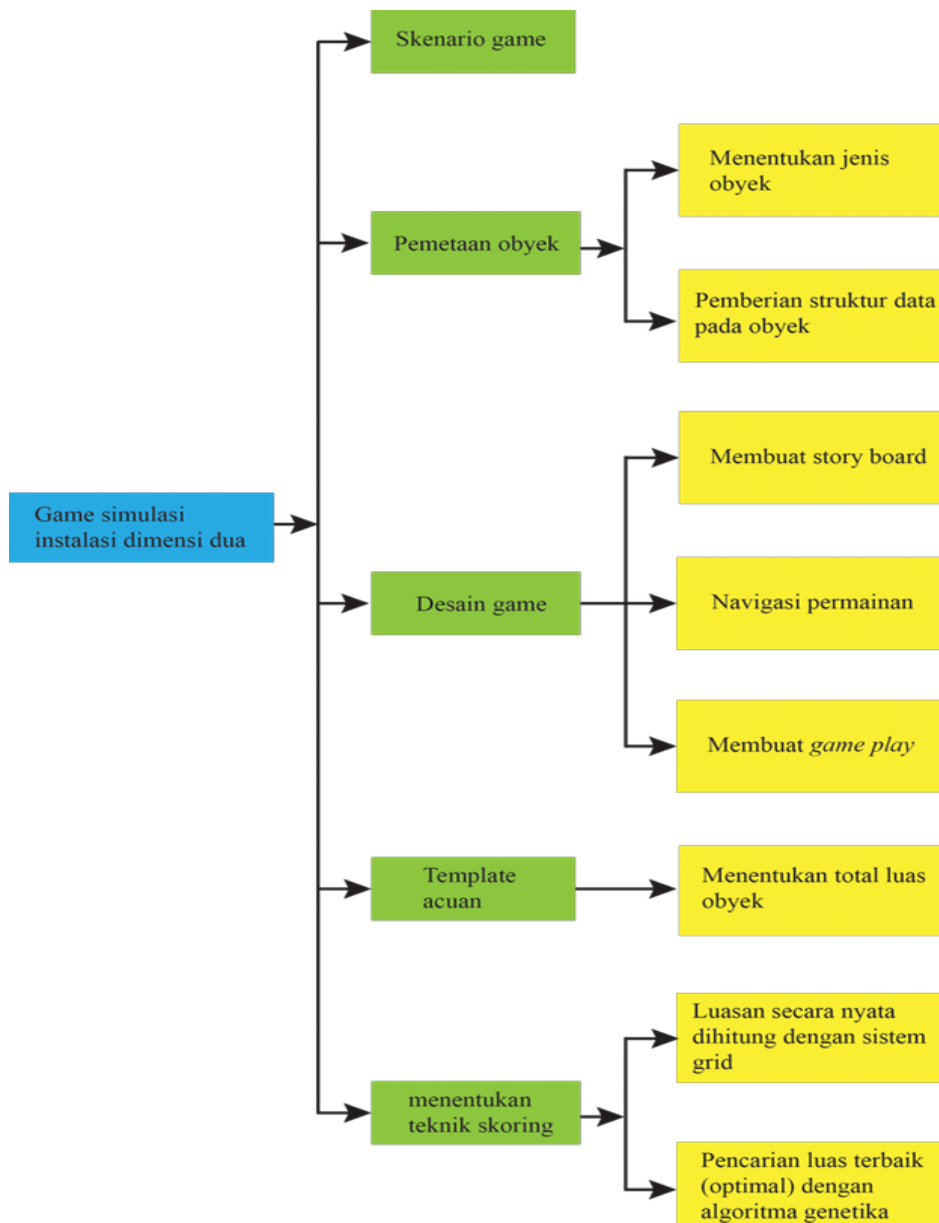 Skenario game
Pemetaan obyek
Menentukan jenis
obyek
Pemberian struktur data
pada obyek
Game simulasi
instalasi dimensi dua
Desain game
Membuat story board
Navigasi permainan
Membuat game play
Template
acuan
Menentukan total luas
obyek
menentukan
teknik skoring
Luasan secara nyata
dihitung dengan sistem
grid
Pencarian luas terbaik
(optimal) dengan
algoritma genetika